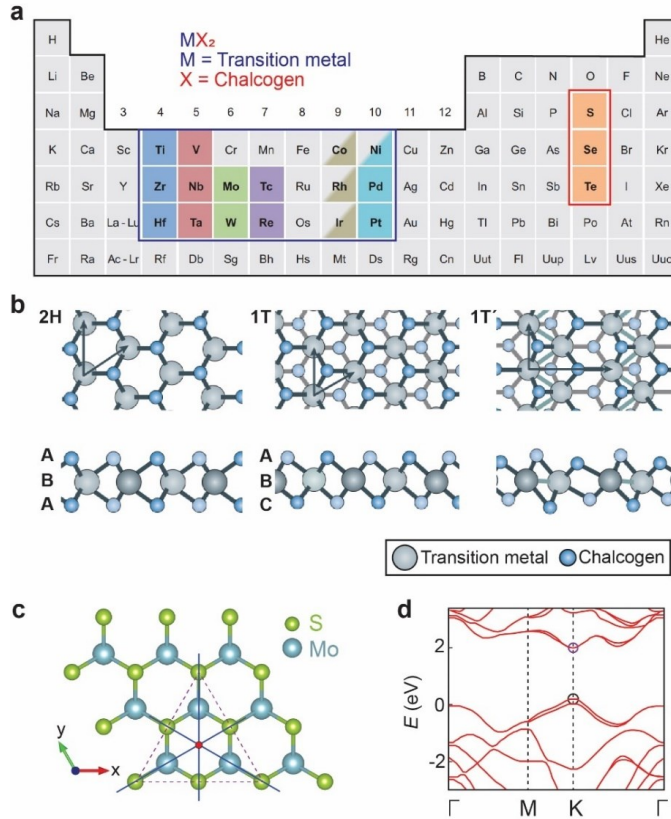 a
MX₂
M = Transition metal
X = Chalcogen
H He
Li Be B C N O F Ne
Na Mg 3 4 5 6 7 8 9 10 11 12 Al Si P S Cl Ar
K Ca Sc Ti V Cr Mn Fe Co Ni Cu Zn Ga Ge As Se Br Kr
Rb Sr Y Zr Nb Mo Tc Ru Rh Pd Ag Cd In Sn Sb Te I Xe
Cs Ba La - Lu Hf Ta W Re Os Ir Pt Au Hg Tl Pb Bi Po At Rn
Fr Ra Ac - Lr Rf Db Sg Bh Hs Mt Ds Rg Cn Uut Fl Uup Lv Uus Uuo
b
2H 1T 1T'
A A
B B
A C
Transition metal Chalcogen
c
S
Mo
y
x
d
E (eV)
2
0
-2
Γ M K Γ